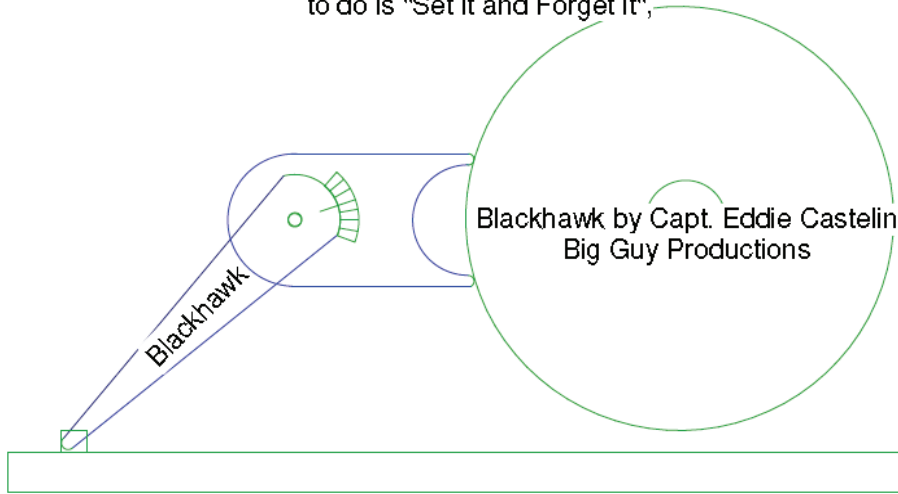 to do is "Set it and Forget it",
Blackhawk by Capt. Eddie Castelin
Big Guy Productions
Blackhawk